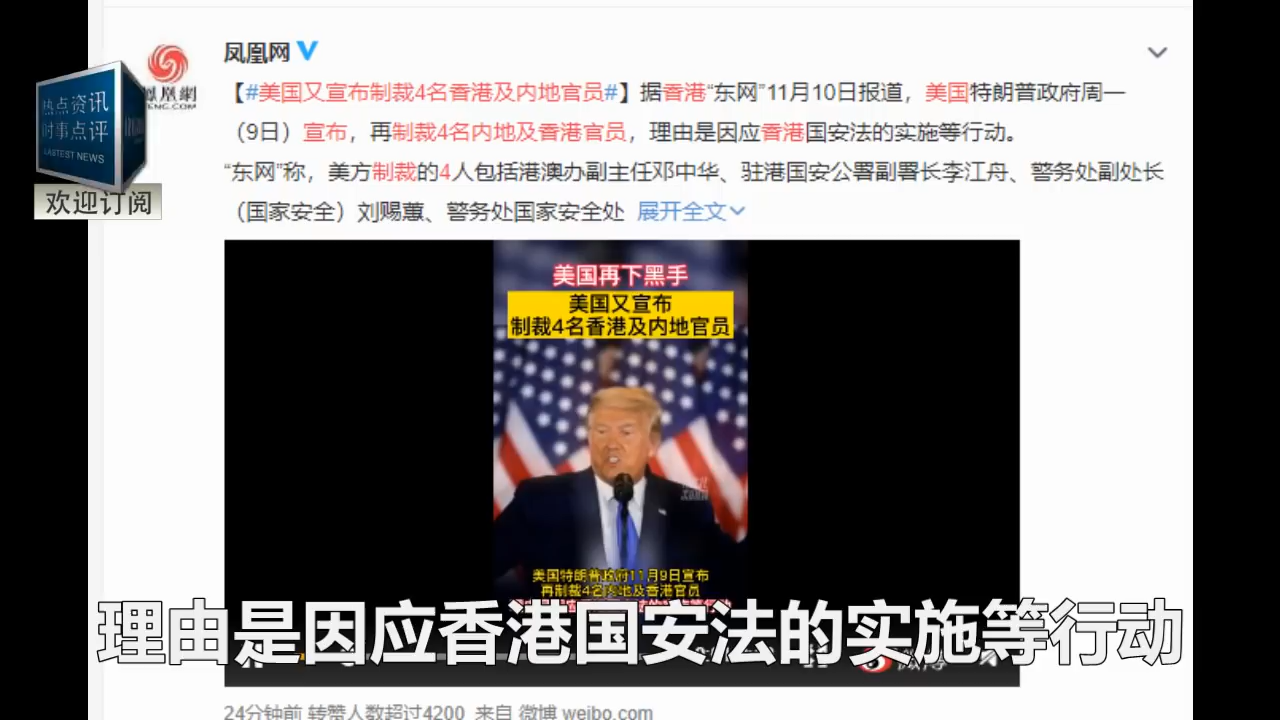 凤凰网
【#美国又宣布制裁4名香港及内地官员#】据香港“东网”11月10日报道，美国特朗普政府周一
（9日）宣布，再制裁4名内地及香港官员，理由是因应香港国安法的实施等行动。
“东网”称，美方制裁的4人包括港澳办副主任邓中华、驻港国安公署副署长李江舟、警务处副处长
（国家安全）刘赐蕙、警务处国家安全处 展开全文
热点资讯
时事点评
LASTEST NEWS
欢迎订阅
美国再下黑手
美国又宣布
制裁4名香港及内地官员
美国特朗普政府11月9日宣布
再制裁4名内地及香港官员
理由是因应香港国安法的实施等行动
24分钟前 转赞人数超过4200 来自 微博 weibo.com